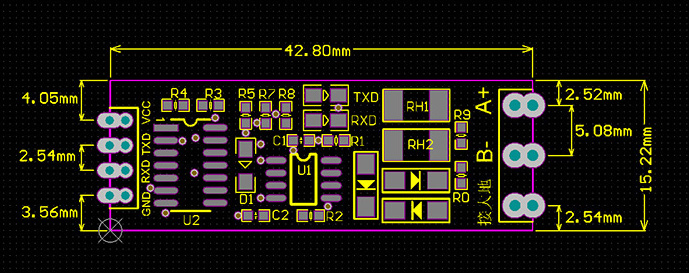 42.80mm
4.05mm
2.54mm
3.56mm
VCC
TXD
RXD
GND
R4
R3
1
U2
R5
R7
R8
D1
C1
R1
U1
C2
R2
TXD
RXD
RH1
RH2
R9
R0
A+
B-
接大地
2.52mm
5.08mm
15.22mm
2.54mm